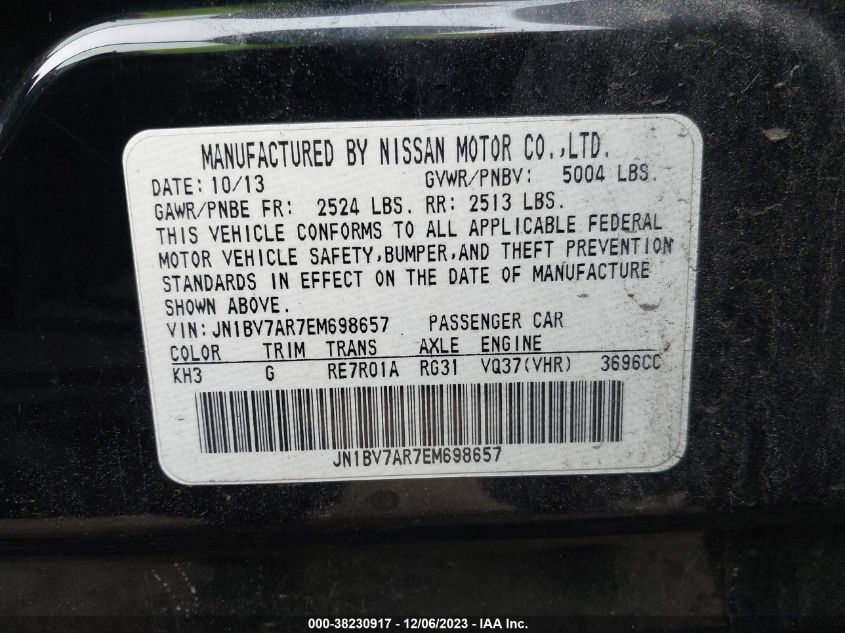 MANUFACTURED BY NISSAN MOTOR CO.,LTD.
DATE: 10/13 GVWR/PNBV: 5004 LBS.
GAWR/PNBE FR: 2524 LBS. RR: 2513 LBS.
THIS VEHICLE CONFORMS TO ALL APPLICABLE FEDERAL
MOTOR VEHICLE SAFETY,BUMPER,AND THEFT PREVENTION
STANDARDS IN EFFECT ON THE DATE OF MANUFACTURE
SHOWN ABOVE.
VIN:JN1BV7AR7EM698657 PASSENGER CAR
COLOR TRIM TRANS AXLE ENGINE
KH3 G RE7R01A RG31 VQ37(VHR) 3696CC
JN1BV7AR7EM698657
000-38230917 - 12/06/2023 - IAA Inc.